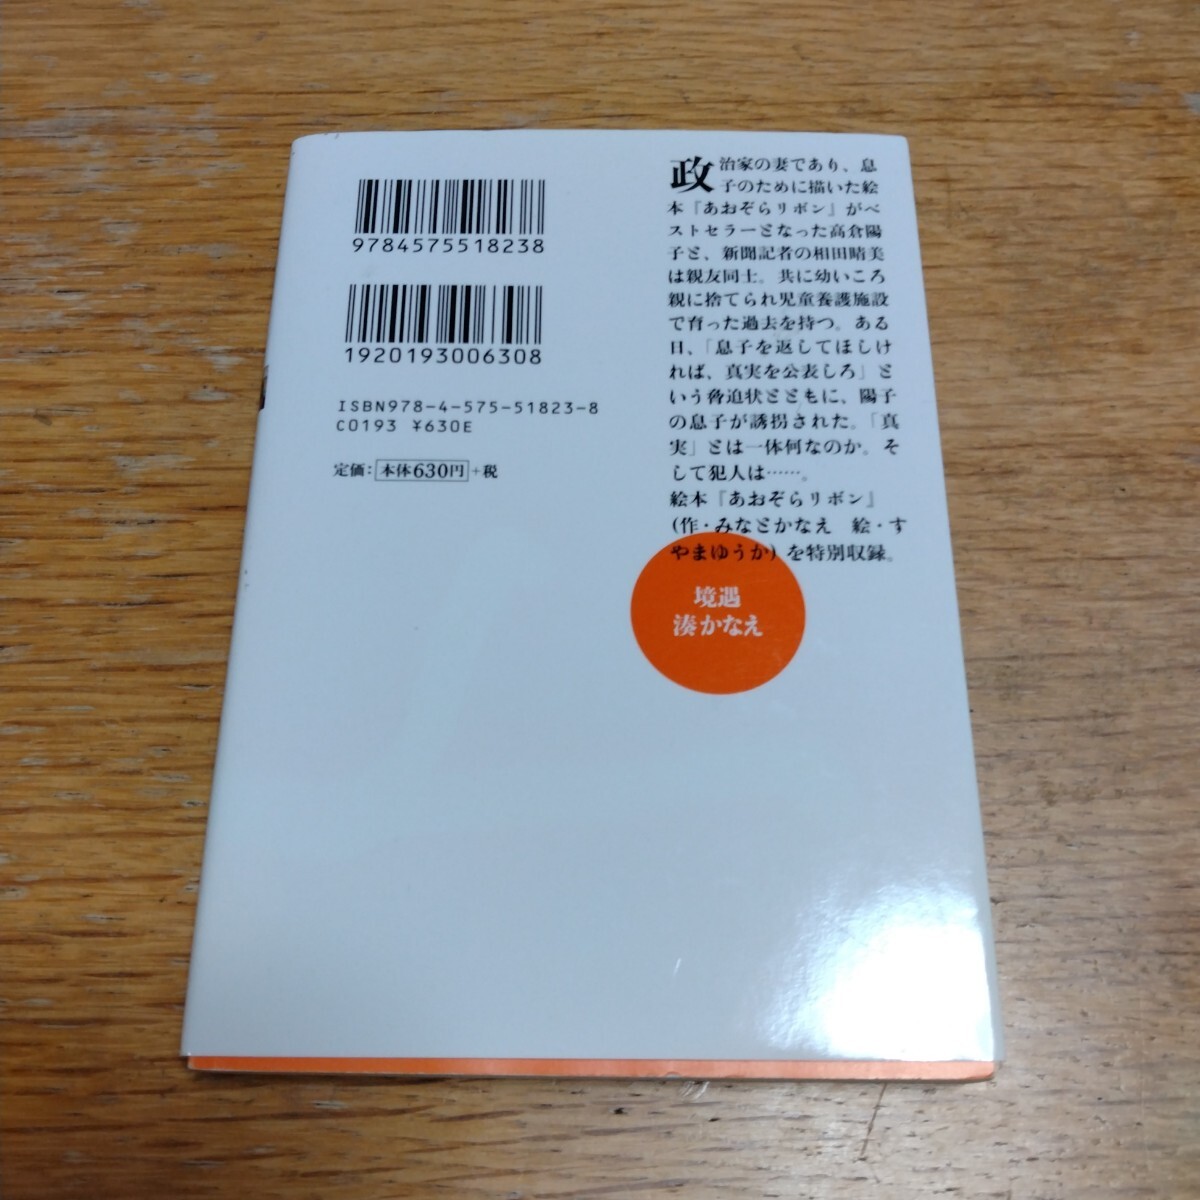 9784575518238
1920193006308
ISBN978-4-575-51823-8
C0193 ¥630E
定価：本体630円+税
政治家の妻であり、息
子のために描いた絵
本『あおぞらリボン』がベ
ストセラーとなった高倉陽
子と、新聞記者の相田晴美
は親友同士。共に幼いころ
親に捨てられ児童養護施設
で育った過去を持つ。ある
日、「息子を返してほしけ
れば、真実を公表しろ」と
いう脅迫状とともに、陽子
の息子が誘拐された。「真
実」とは一体何なのか。そ
して犯人は……。
絵本『あおぞらリボン』
(作・みなとかなえ　絵・す
やまゆうか)を特別収録。
境遇
湊かなえ